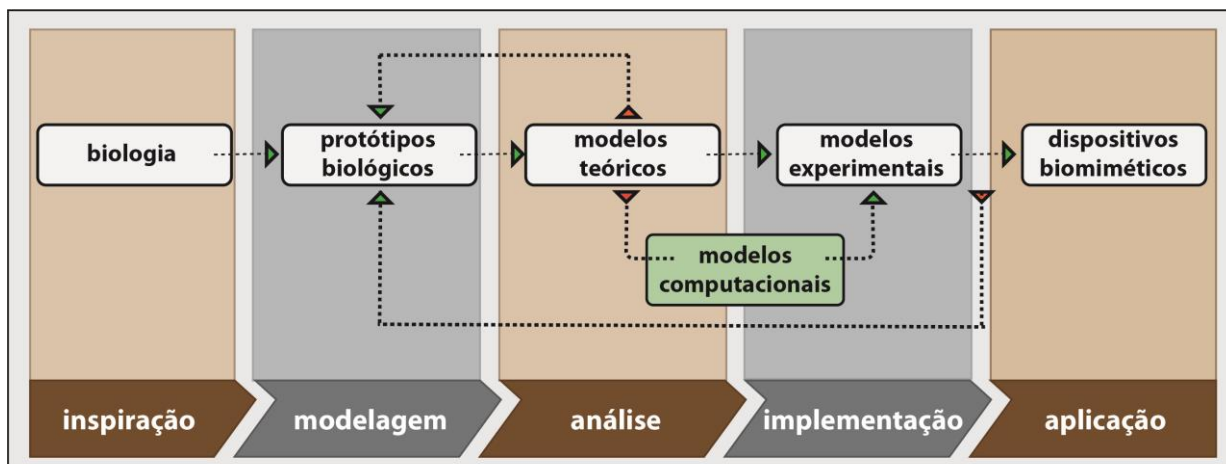 biologia
protótipos
biológicos
modelos
teóricos
modelos
experimentais
dispositivos
biomiméticos
modelos
computacionais
inspiração
modelagem
análise
implementação
aplicação